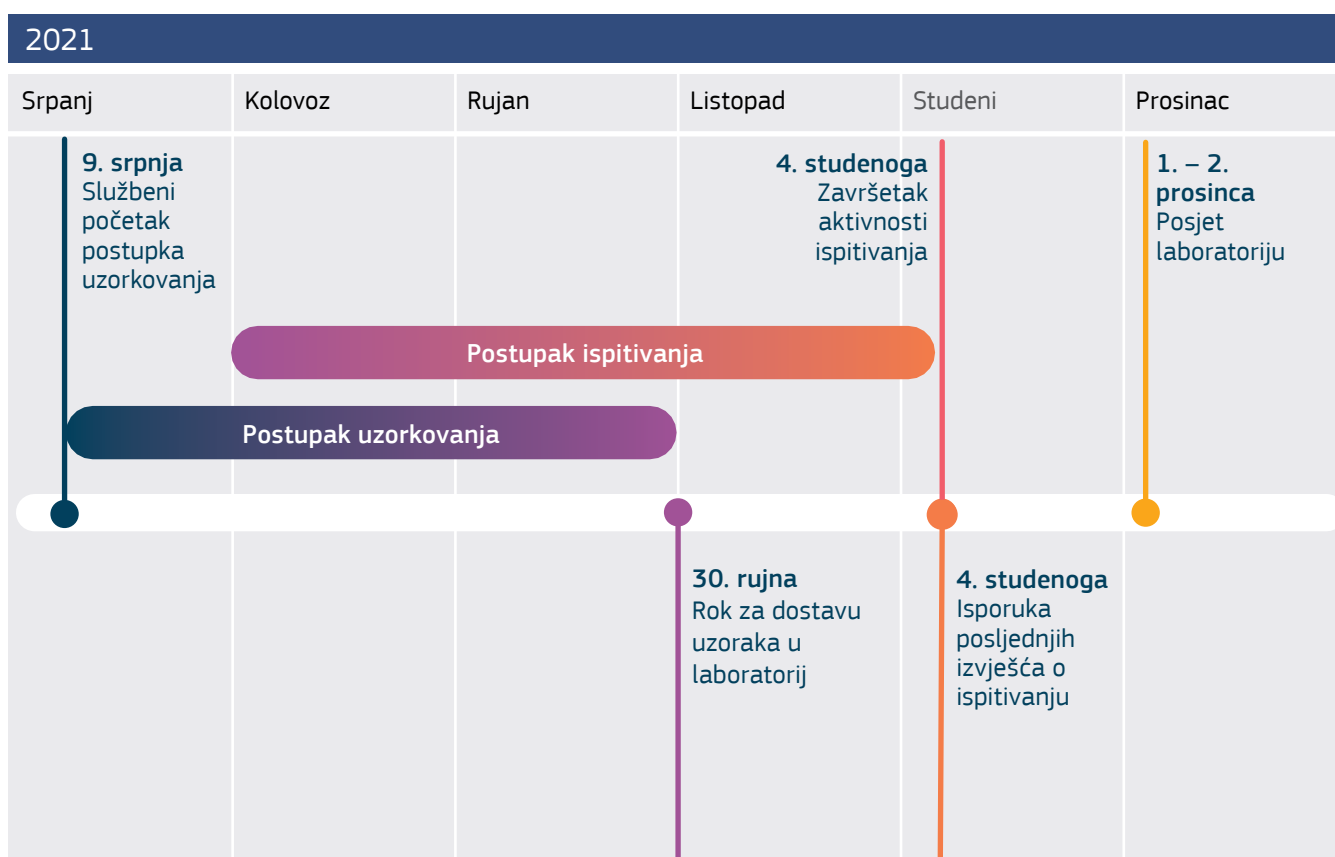 2021
Srpanj
Kolovoz
Rujan
Listopad
Studeni
Prosinac
9. srpnja
Službeni
početak
postupka
uzorkovanja
4. studenoga
Završetak
aktivnosti
ispitivanja
1. – 2.
prosinca
Posjet
laboratoriju
Postupak ispitivanja
Postupak uzorkovanja
30. rujna
Rok za dostavu
uzoraka u
laboratorij
4. studenoga
Isporuka
posljednjih
izvješća o
ispitivanju